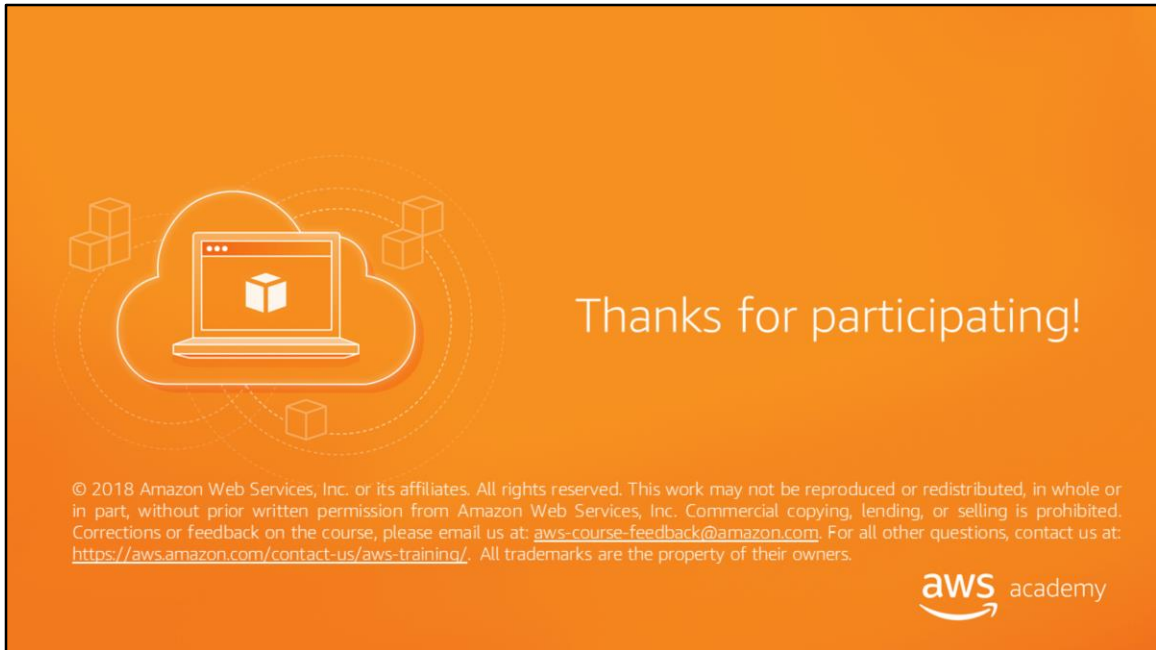 Thanks for participating!
© 2018 Amazon Web Services, Inc. or its affiliates. All rights reserved. This work may not be reproduced or redistributed, in whole or
in part, without prior written permission from Amazon Web Services, Inc. Commercial copying, lending, or selling is prohibited.
Corrections or feedback on the course, please email us at: aws-course-feedback@amazon.com. For all other questions, contact us at:
https://aws.amazon.com/contact-us/aws-training/. All trademarks are the property of their owners.
aws academy